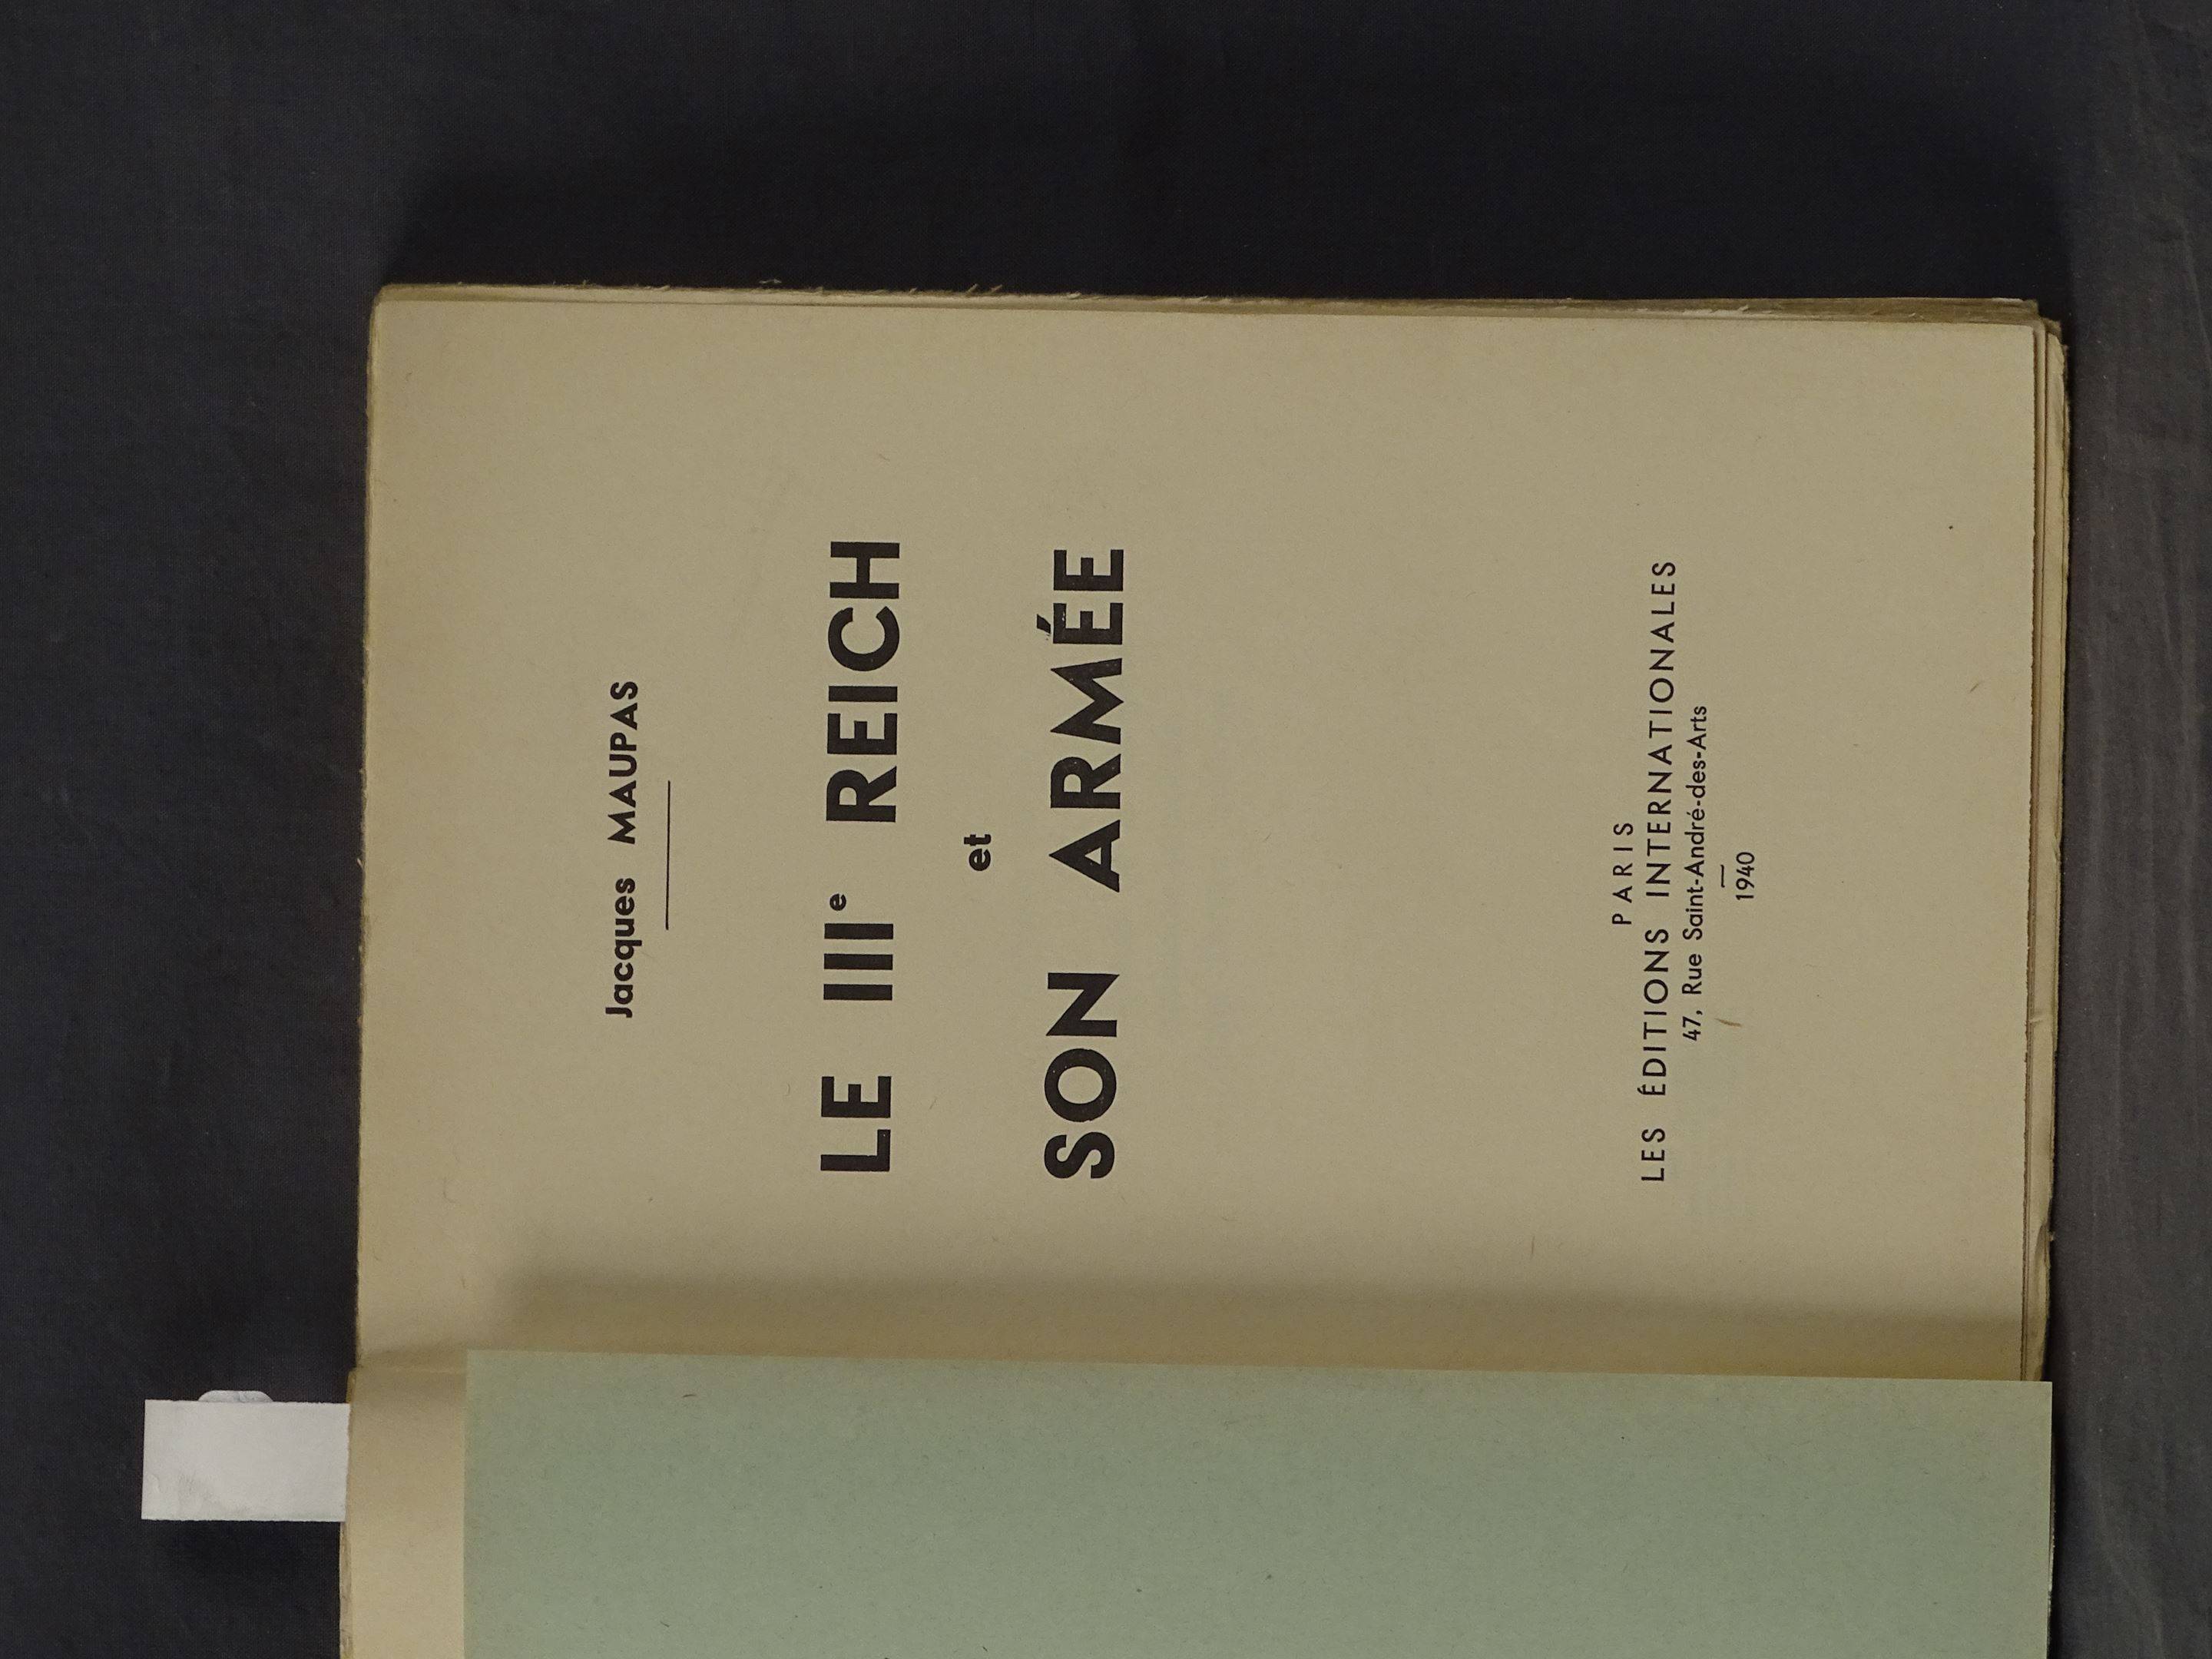 Jacques MAUPAS
LE IIIe REICH
et
SON ARMÉE
PARIS
LES ÉDITIONS INTERNATIONALES
47, Rue Saint-André-des-Arts
1940